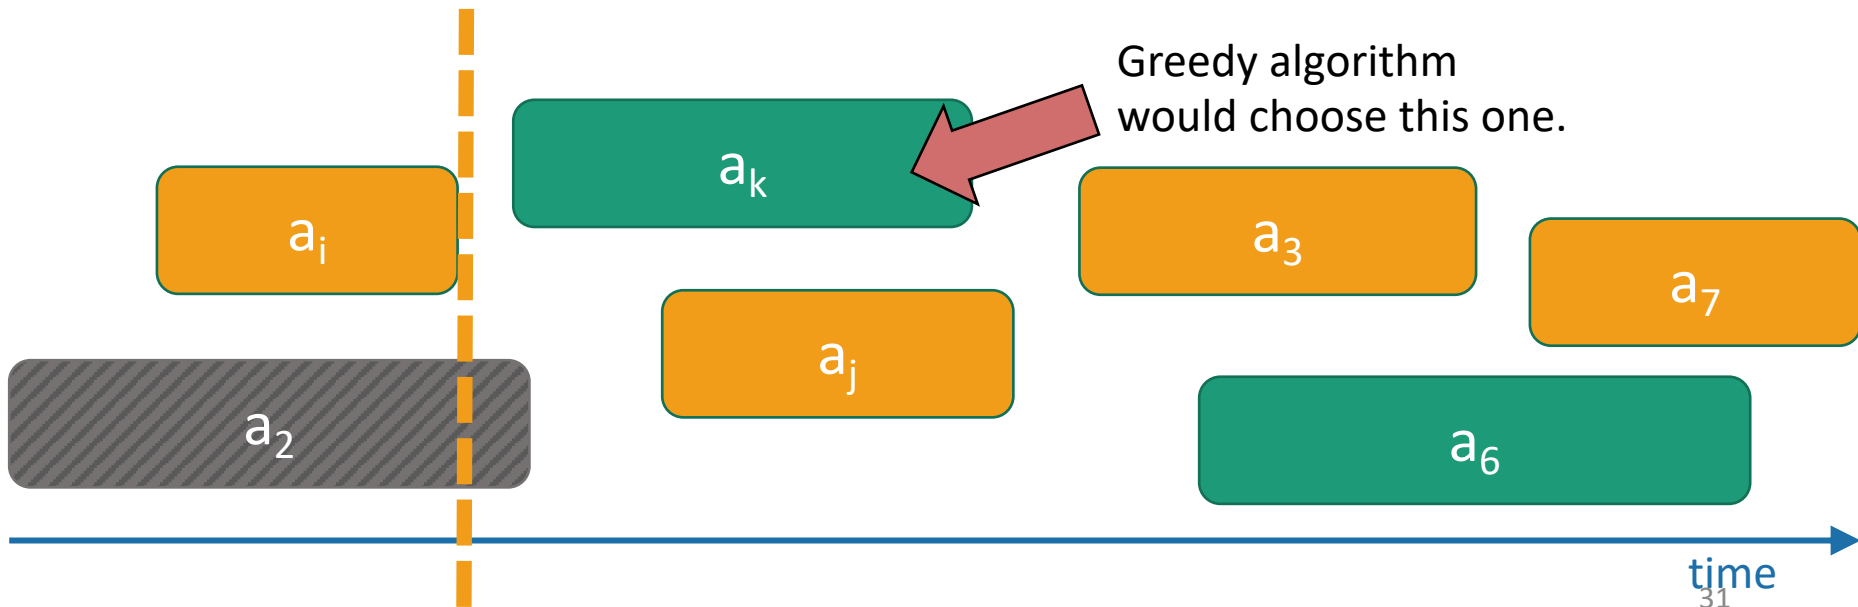 Greedy algorithm
would choose this one.
aₖ
aᵢ
a₃
a₇
aⱼ
a₂
a₆
time
31